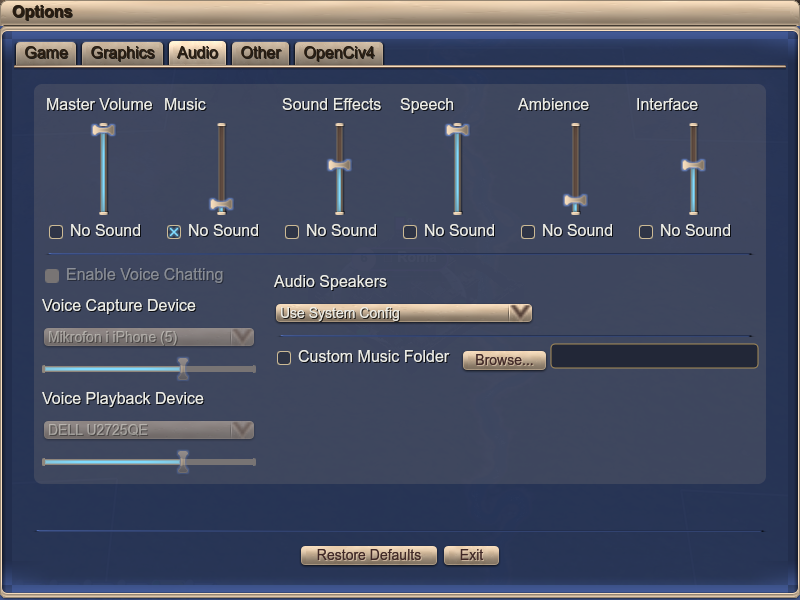 Options
Game Graphics Audio Other OpenCiv4
Master Volume Music Sound Effects Speech Ambience Interface
No Sound No Sound No Sound No Sound No Sound No Sound
Enable Voice Chatting
Audio Speakers
Voice Capture Device
Use System Config
Mikrofon i iPhone (5)
Custom Music Folder Browse...
Voice Playback Device
DELL U2725QE
Restore Defaults Exit